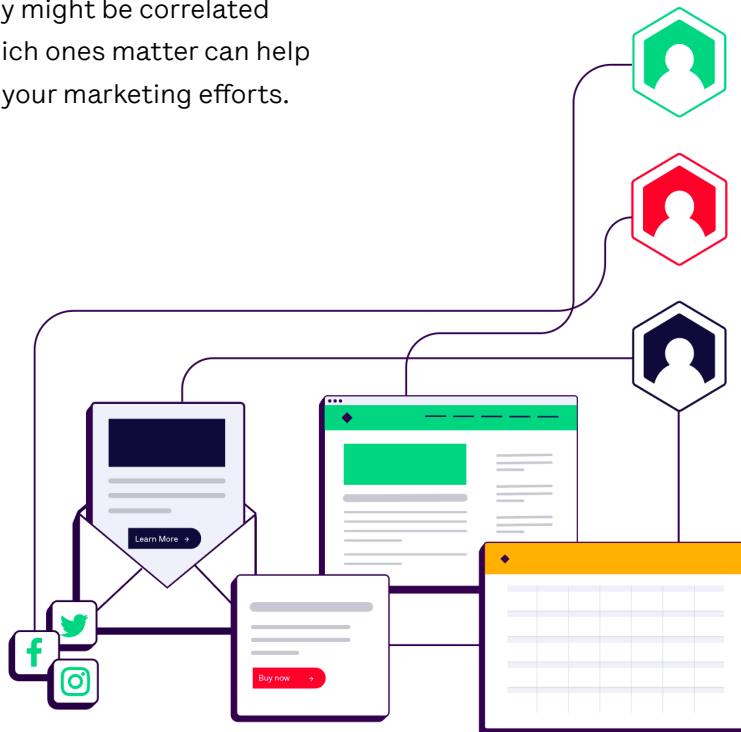 y might be correlated
ich ones matter can help
your marketing efforts.
Learn More →
Buy now →